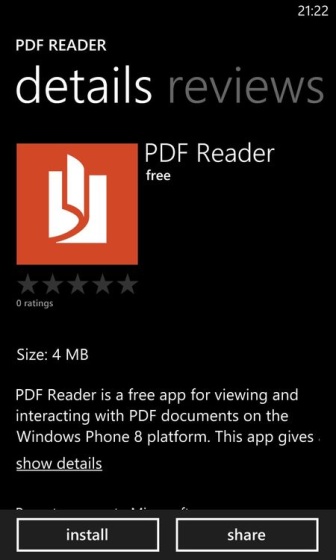 21:22
PDF READER
details reviews
PDF Reader
free
0 ratings
Size: 4 MB
PDF Reader is a free app for viewing and
interacting with PDF documents on the
Windows Phone 8 platform. This app gives
show details
install share